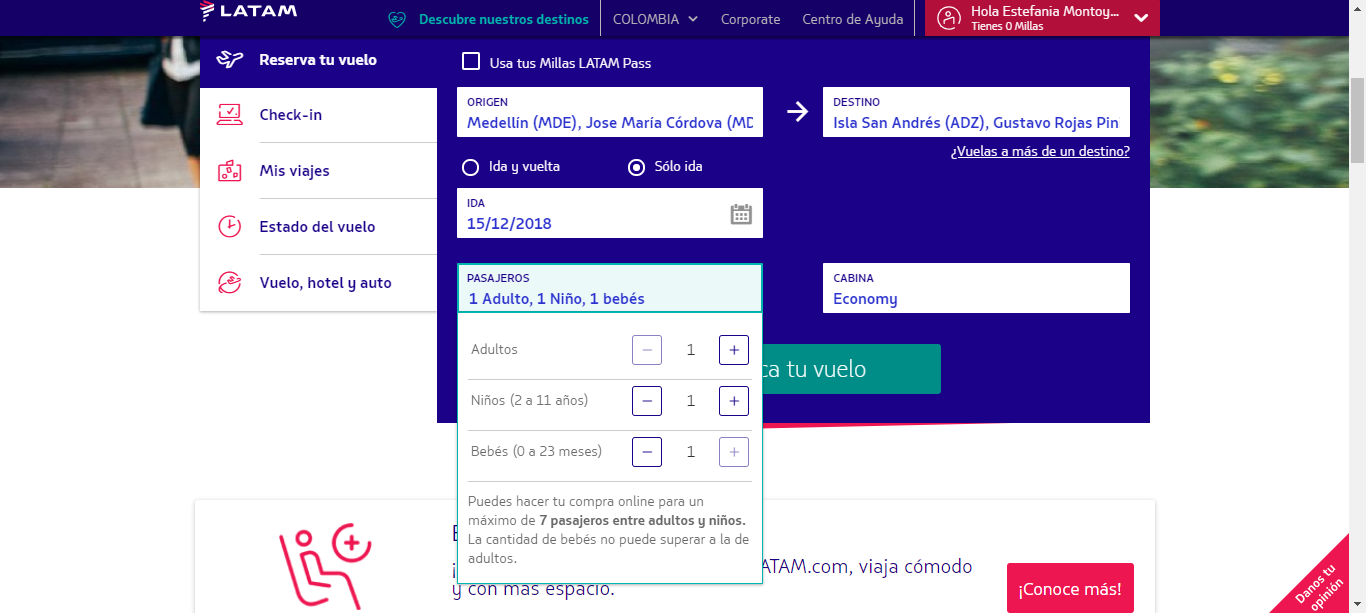 LATAM
Descubre nuestros destinos
COLOMBIA
Corporate
Centro de Ayuda
Hola Estefania Montoy...
Tienes 0 Millas
Reserva tu vuelo
Check-in
Mis viajes
Estado del vuelo
Vuelo, hotel y auto
Usa tus Millas LATAM Pass
ORIGEN
Medellín (MDE), Jose María Córdova (MD
DESTINO
Isla San Andrés (ADZ), Gustavo Rojas Pin
¿Vuelas a más de un destino?
Ida y vuelta
Sólo ida
IDA
15/12/2018
PASAJEROS
1 Adulto, 1 Niño, 1 bebés
CABINA
Economy
Adultos − 1 +
Niños (2 a 11 años) − 1 +
Bebés (0 a 23 meses) − 1 +
Puedes hacer tu compra online para un
máximo de 7 pasajeros entre adultos y niños.
La cantidad de bebés no puede superar a la de
adultos.
ca tu vuelo
LATAM.com, viaja cómodo
y con más espacio.
¡Conoce más!
Danos tu
opinión